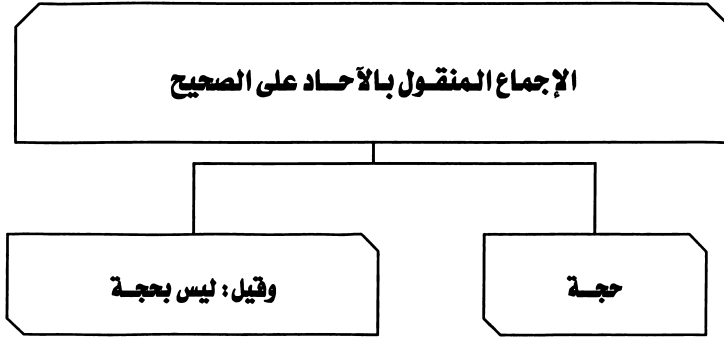 الإجماع المنقول بالآحاد على الصحيح
حجة
وقيل: ليس بحجة